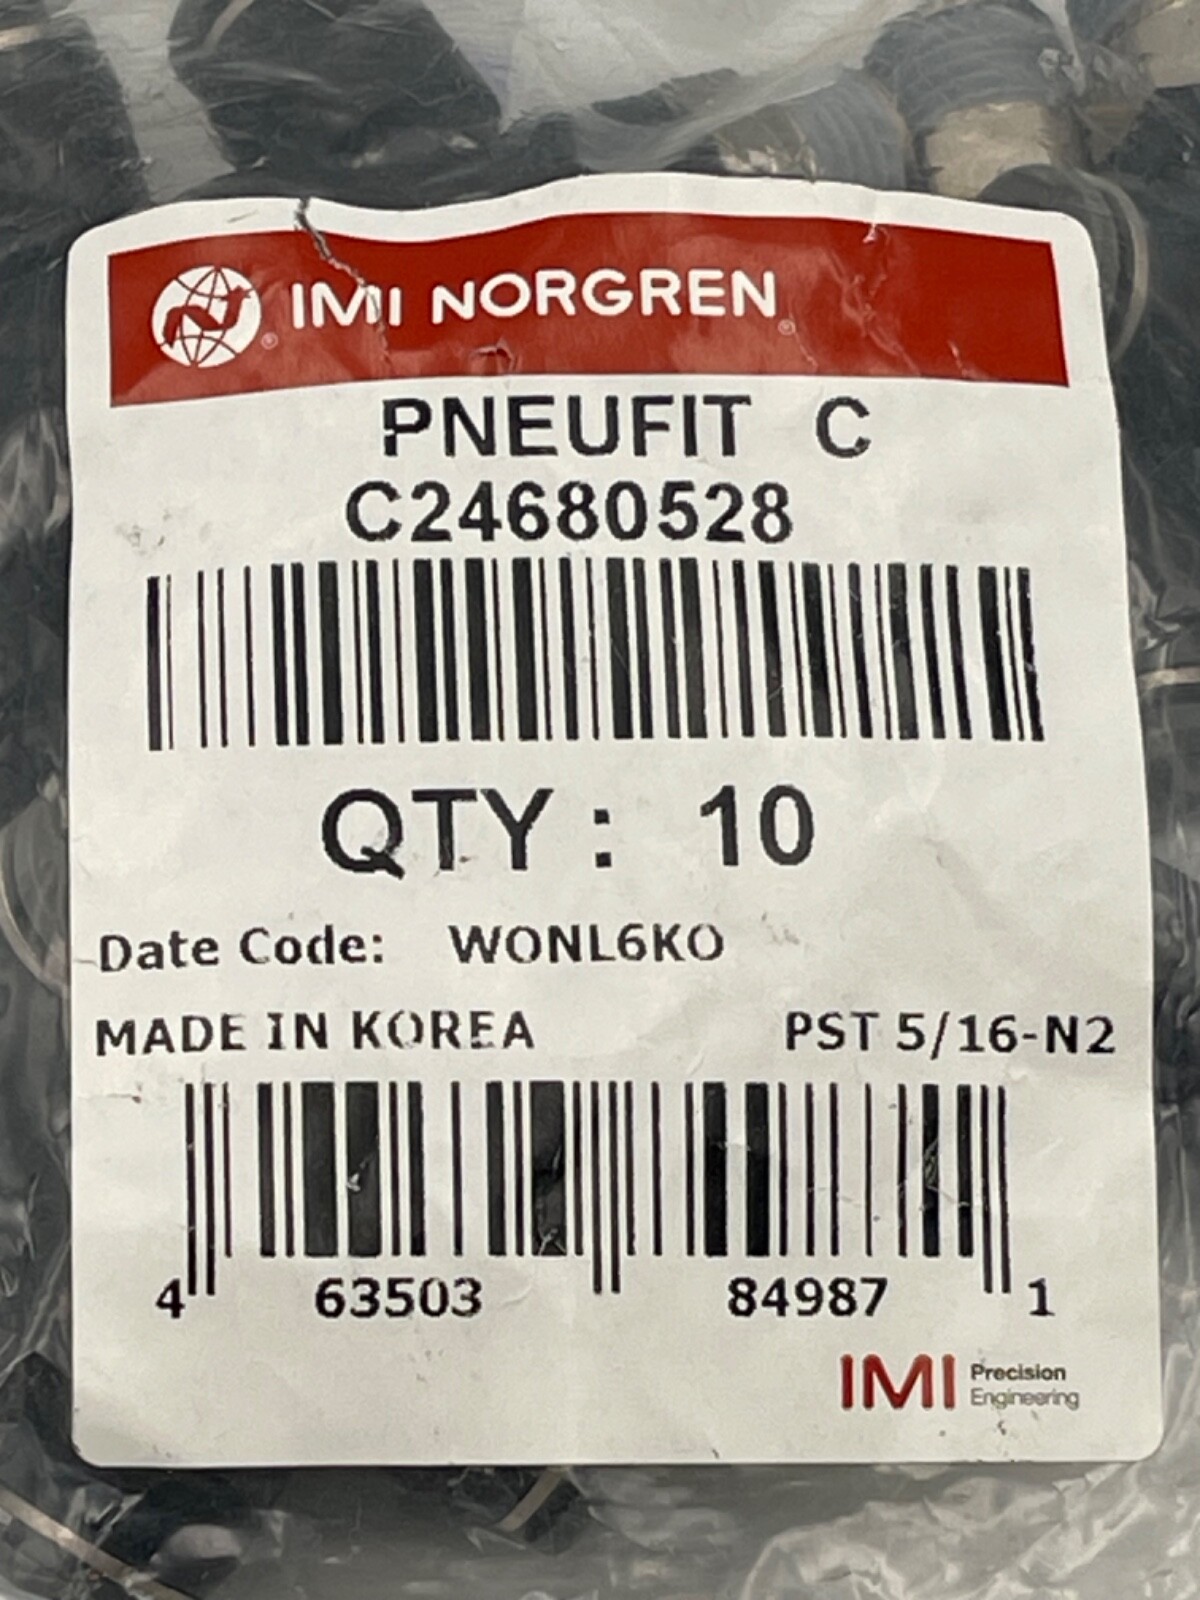 IMI NORGREN®
PNEUFIT C
C24680528
QTY : 10
Date Code: WONL6KO
MADE IN KOREA PST 5/16-N2
4 63503 84987 1
IMI Precision
Engineering